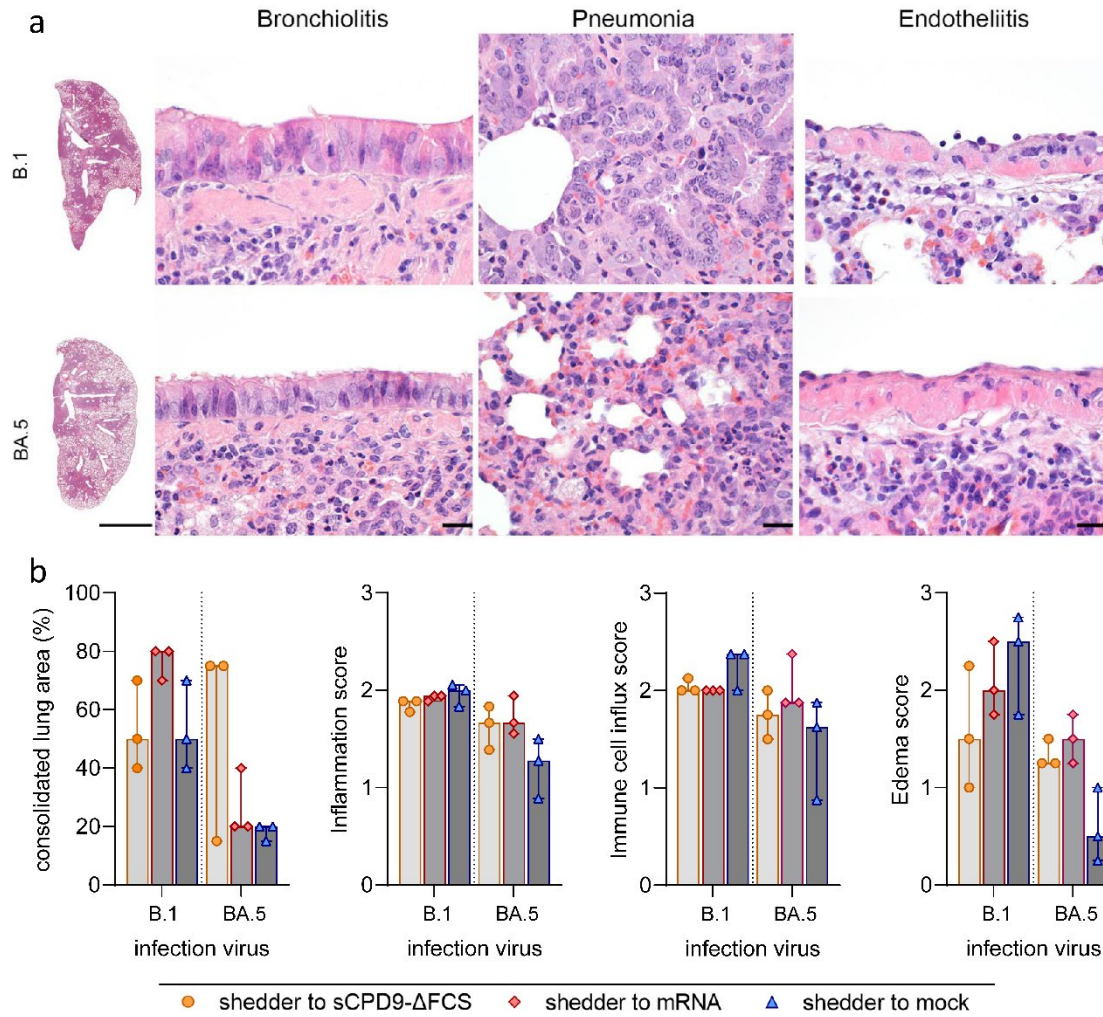 a
Bronchiolitis Pneumonia Endotheliitis
B.1
BA.5
b
consolidated lung area (%)
100
80
60
40
20
0
B.1 BA.5
infection virus
Inflammation score
3
2
1
0
B.1 BA.5
infection virus
Immune cell influx score
3
2
1
0
B.1 BA.5
infection virus
Edema score
3
2
1
0
B.1 BA.5
infection virus
shedder to sCPD9-ΔFCS shedder to mRNA shedder to mock